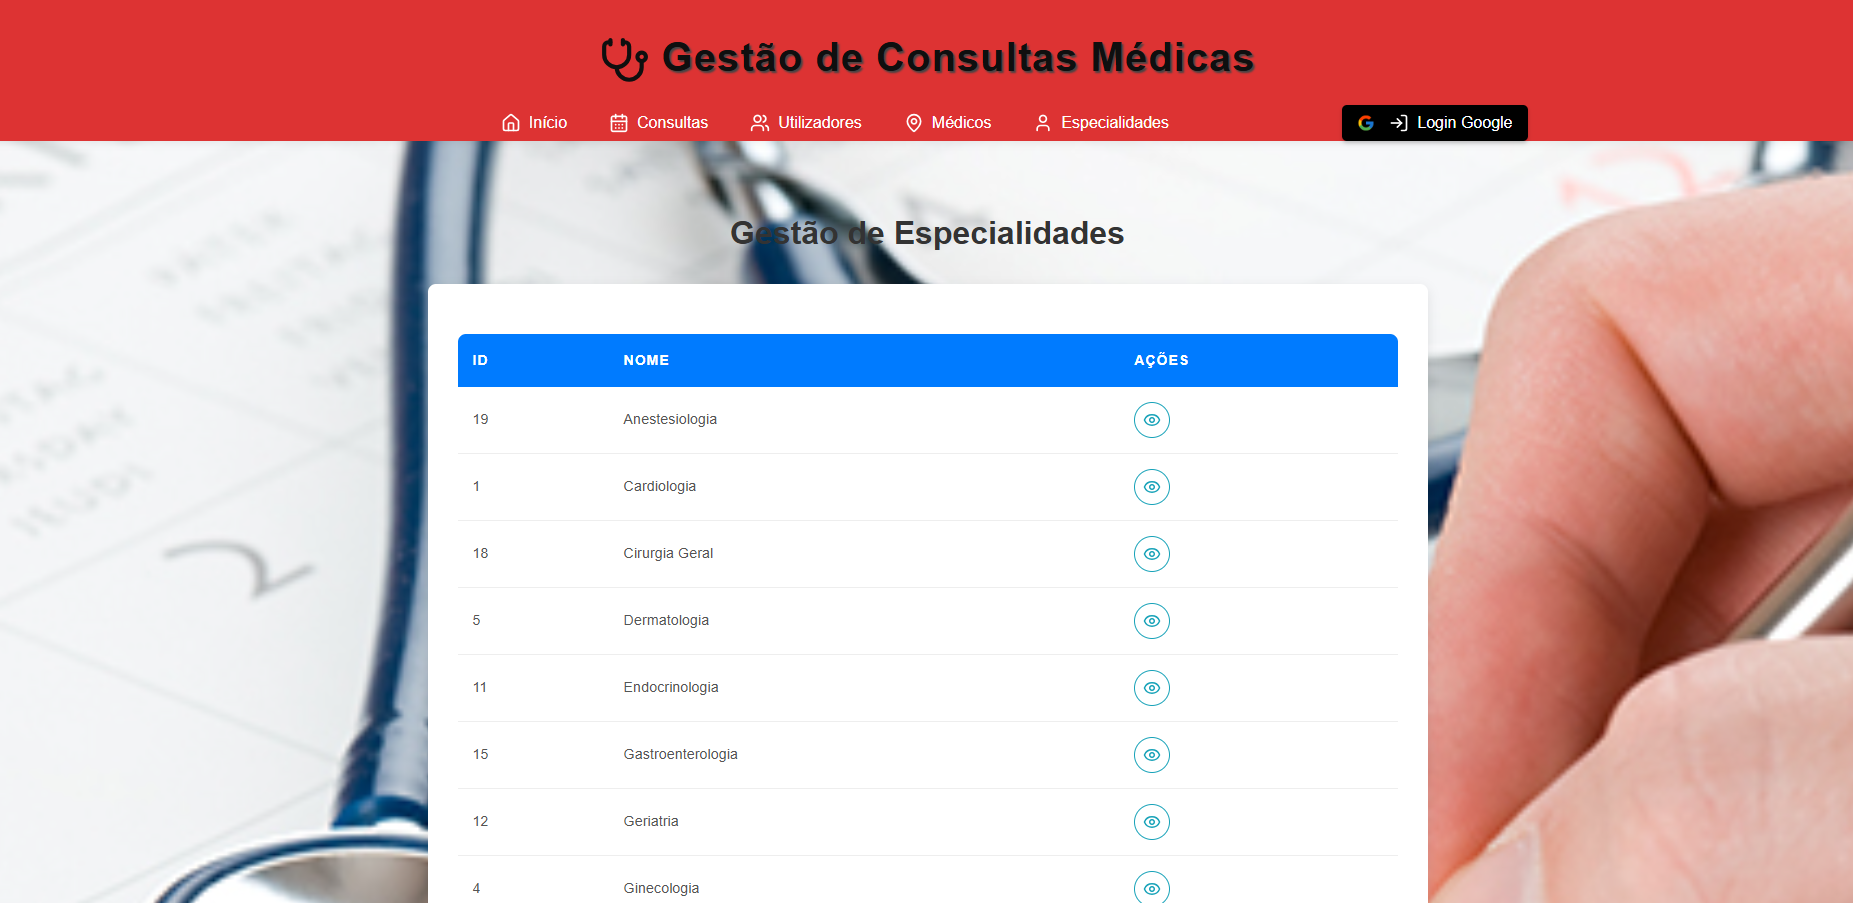 Gestão de Consultas Médicas
Início Consultas Utilizadores Médicos Especialidades Login Google
Gestão de Especialidades
ID NOME AÇÕES
19 Anestesiologia
1 Cardiologia
18 Cirurgia Geral
5 Dermatologia
11 Endocrinologia
15 Gastroenterologia
12 Geriatria
4 Ginecologia